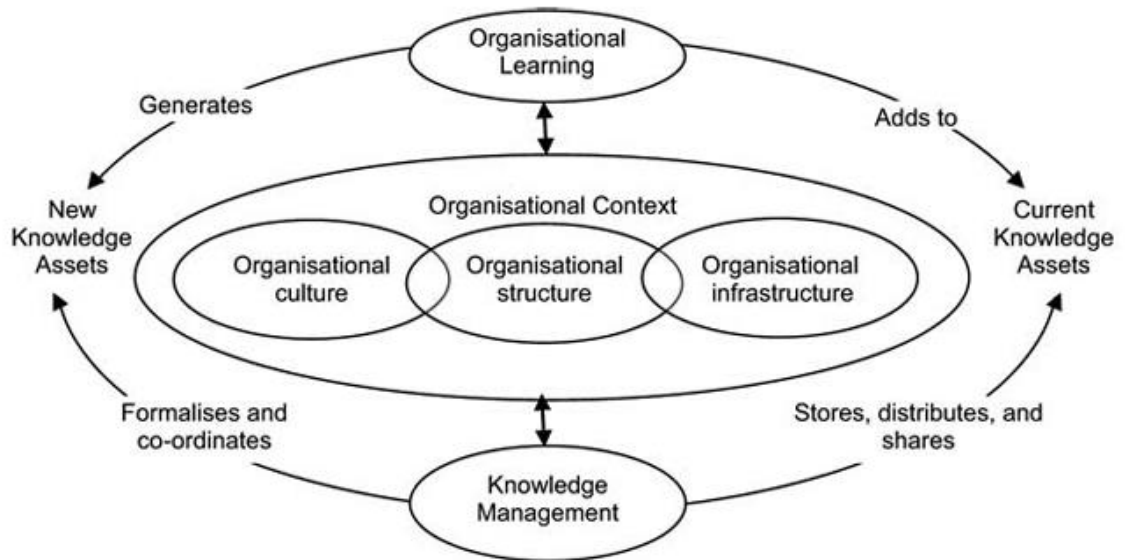 Organisational
Learning
Generates
Adds to
New
Knowledge
Assets
Organisational Context
Current
Knowledge
Assets
Organisational
culture
Organisational
structure
Organisational
infrastructure
Formalises and
co-ordinates
Stores, distributes, and
shares
Knowledge
Management